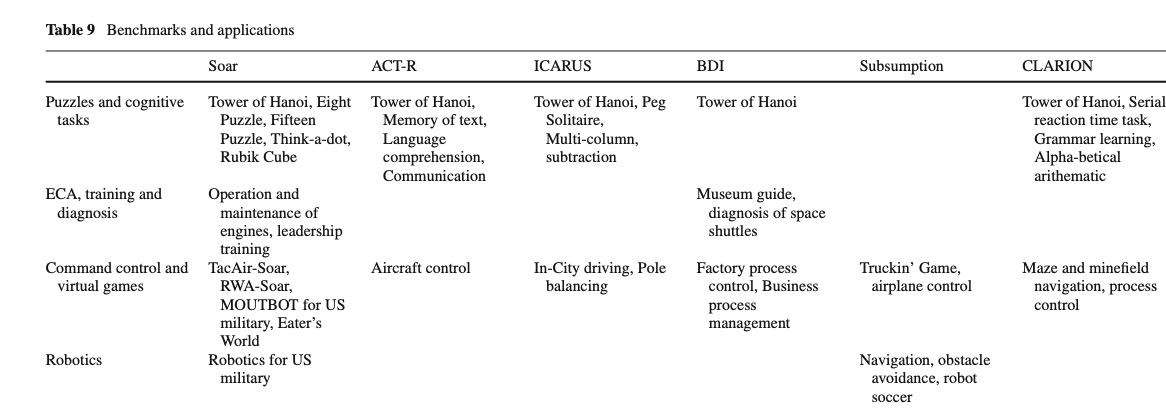 Table 9 Benchmarks and applications
Soar ACT-R ICARUS BDI Subsumption CLARION
Puzzles and cognitive Tower of Hanoi, Eight Tower of Hanoi, Tower of Hanoi, Peg Tower of Hanoi Tower of Hanoi, Serial
tasks Puzzle, Fifteen Memory of text, Solitaire, reaction time task,
Puzzle, Think-a-dot, Language Multi-column, Grammar learning,
Rubik Cube comprehension, subtraction Alpha-betical
Communication arithematic
ECA, training and Operation and Museum guide,
diagnosis maintenance of diagnosis of space
engines, leadership shuttles
training
Command control and TacAir-Soar, Aircraft control In-City driving, Pole Factory process Truckin' Game, Maze and minefield
virtual games RWA-Soar, balancing control, Business airplane control navigation, process
MOUTBOT for US process control
military, Eater's management
World
Robotics Robotics for US Navigation, obstacle
military avoidance, robot
soccer